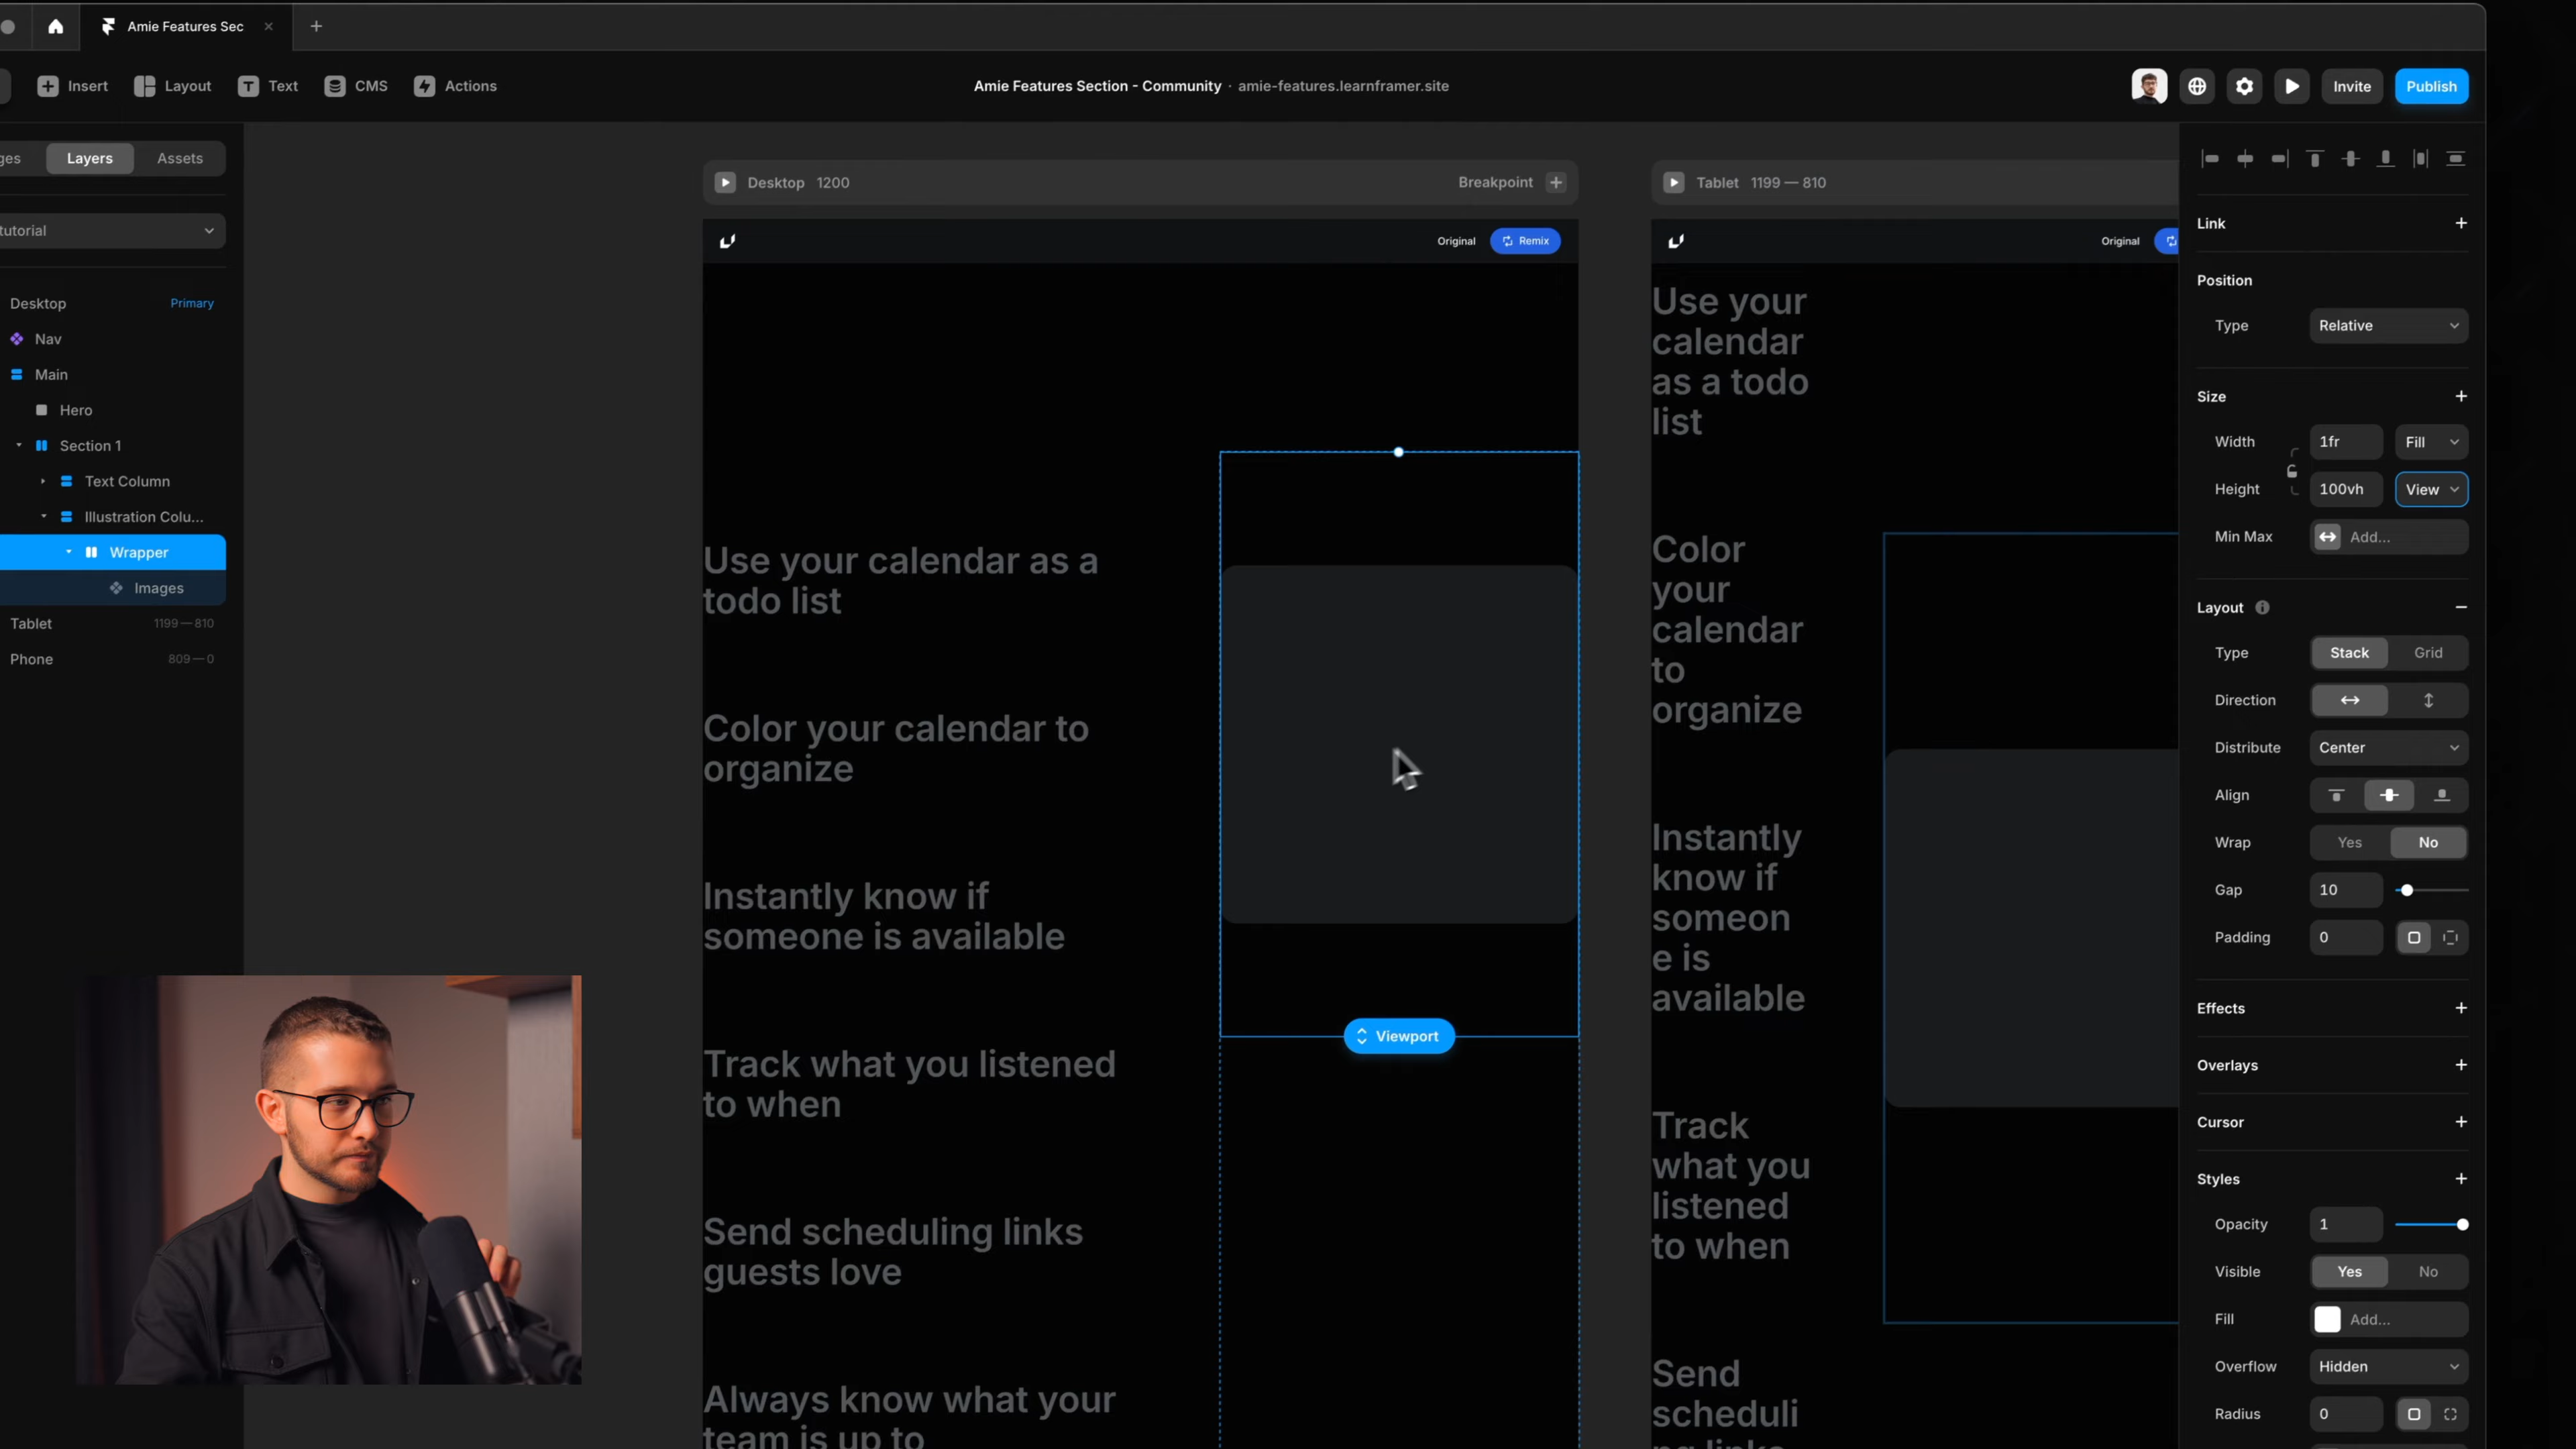 Amie Features Sec
Insert
Layout
Text
CMS
Actions
Amie Features Section - Community · amie-features.learnframer.site
Invite
Publish
ges
Layers
Assets
tutorial
Desktop
Primary
Nav
Main
Hero
Section 1
Text Column
Illustration Colu...
Wrapper
Images
Tablet
1199 — 810
Phone
809 — 0
Desktop 1200
Breakpoint
Original
Remix
Use your calendar as a
todo list
Color your calendar to
organize
Instantly know if
someone is available
Track what you listened
to when
Send scheduling links
guests love
Always know what your
team is up to
Viewport
Tablet 1199 — 810
Original
Use your
calendar
as a todo
list
Color
your
calendar
to
organize
Instantly
know if
someon
e is
available
Track
what you
listened
to when
Send
scheduli
ng links
Link
Position
Type
Relative
Size
Width
1fr
Fill
Height
100vh
View
Min Max
Add...
Layout
Type
Stack
Grid
Direction
Distribute
Center
Align
Wrap
Yes
No
Gap
10
Padding
0
Effects
Overlays
Cursor
Styles
Opacity
1
Visible
Yes
No
Fill
Add...
Overflow
Hidden
Radius
0